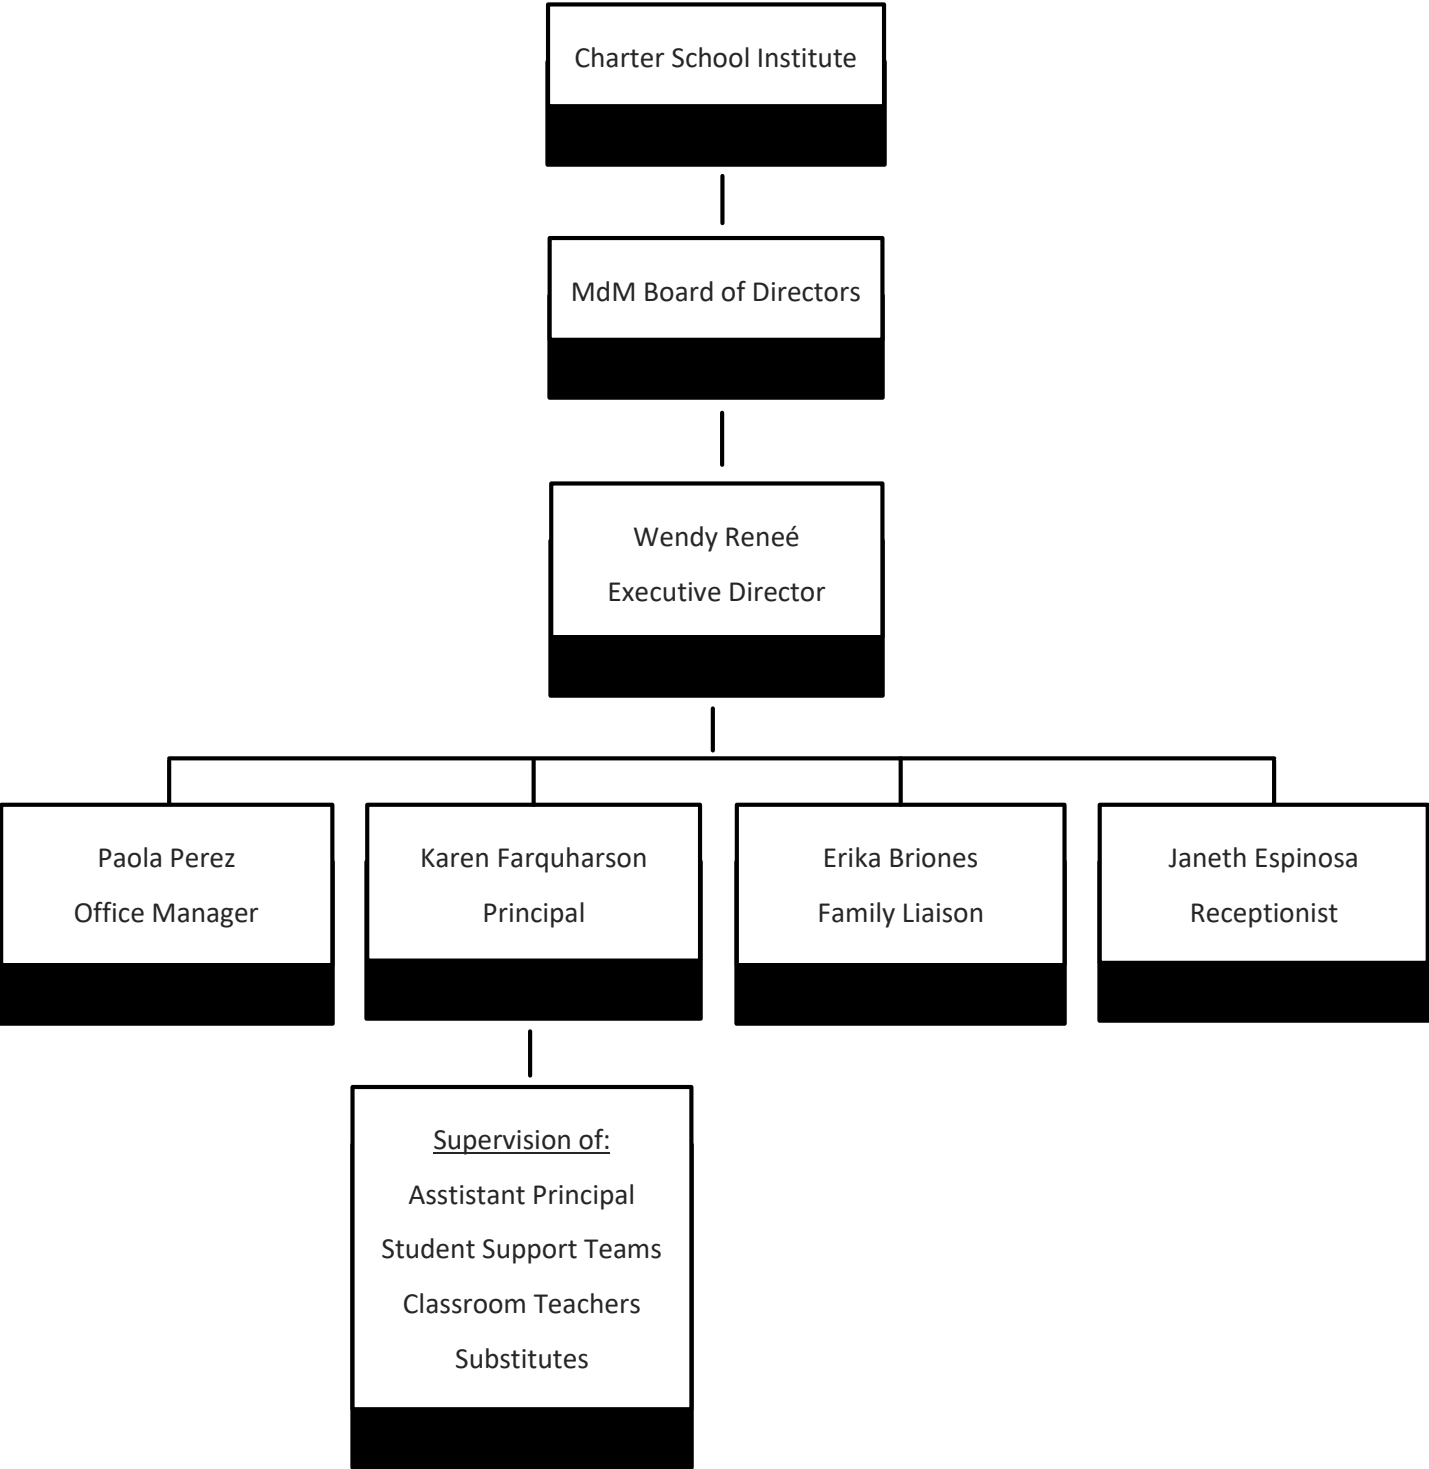 Charter School Institute
MdM Board of Directors
Wendy Reneé
Executive Director
Paola Perez
Office Manager
Karen Farquharson
Principal
Erika Briones
Family Liaison
Janeth Espinosa
Receptionist
Supervision of:
Asstistant Principal
Student Support Teams
Classroom Teachers
Substitutes